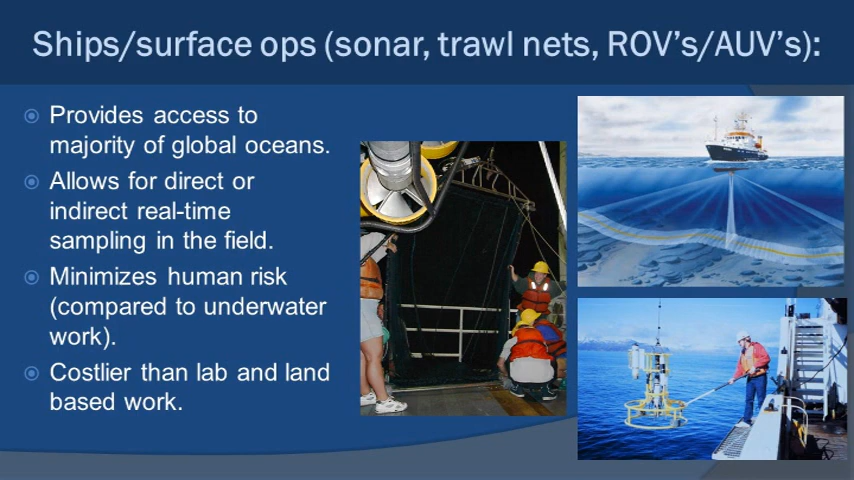 Ships/surface ops (sonar, trawl nets, ROV’s/AUV’s):
Provides access to
majority of global oceans.
Allows for direct or
indirect real-time
sampling in the field.
Minimizes human risk
(compared to underwater
work).
Costlier than lab and land
based work.